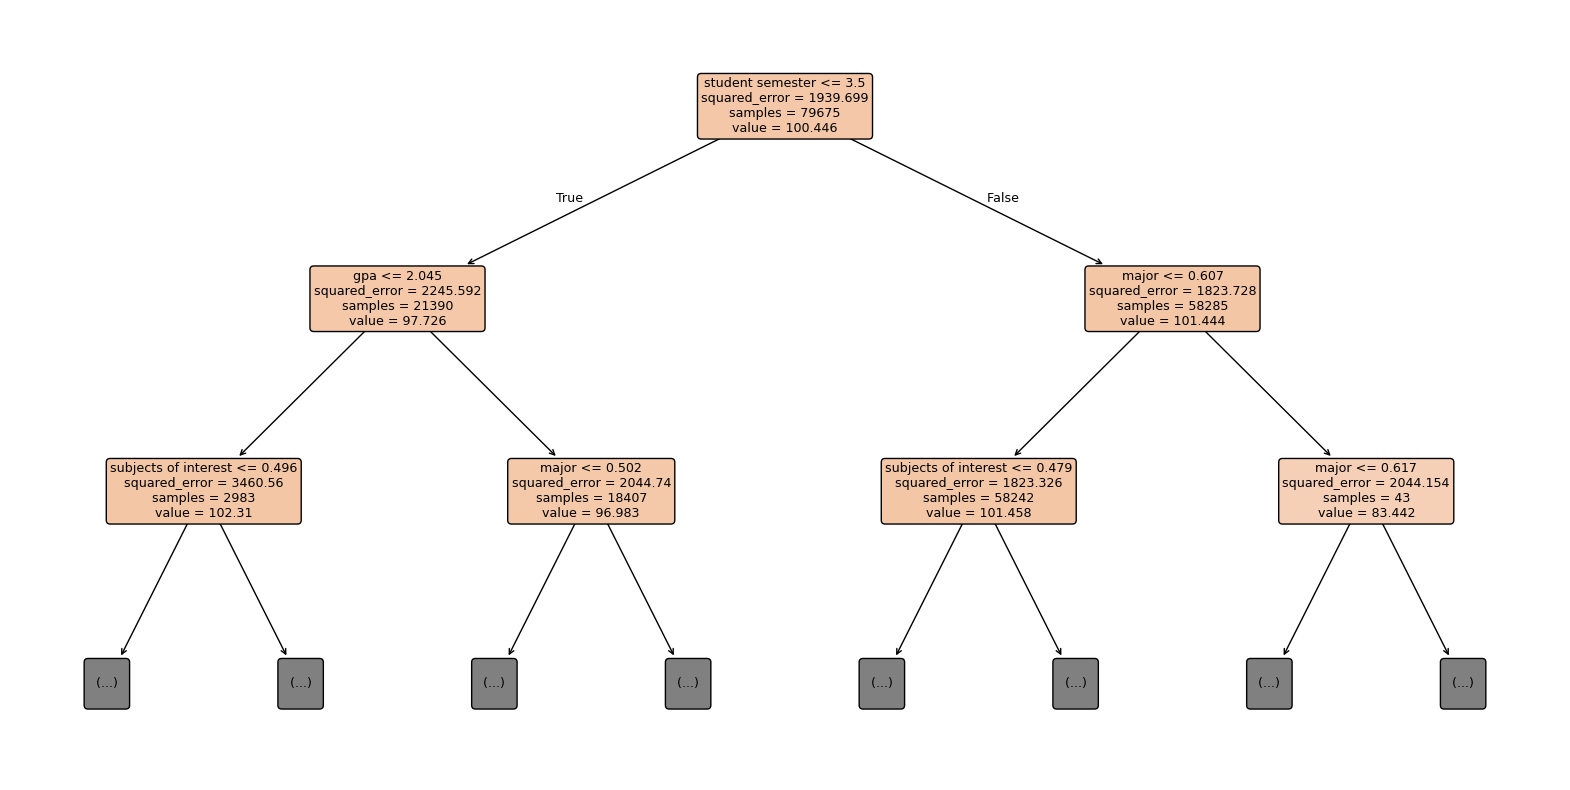 student semester <= 3.5
squared_error = 1939.699
samples = 79675
value = 100.446
True
False
gpa <= 2.045
squared_error = 2245.592
samples = 21390
value = 97.726
major <= 0.607
squared_error = 1823.728
samples = 58285
value = 101.444
subjects of interest <= 0.496
squared_error = 3460.56
samples = 2983
value = 102.31
major <= 0.502
squared_error = 2044.74
samples = 18407
value = 96.983
subjects of interest <= 0.479
squared_error = 1823.326
samples = 58242
value = 101.458
major <= 0.617
squared_error = 2044.154
samples = 43
value = 83.442
(...)
(...)
(...)
(...)
(...)
(...)
(...)
(...)